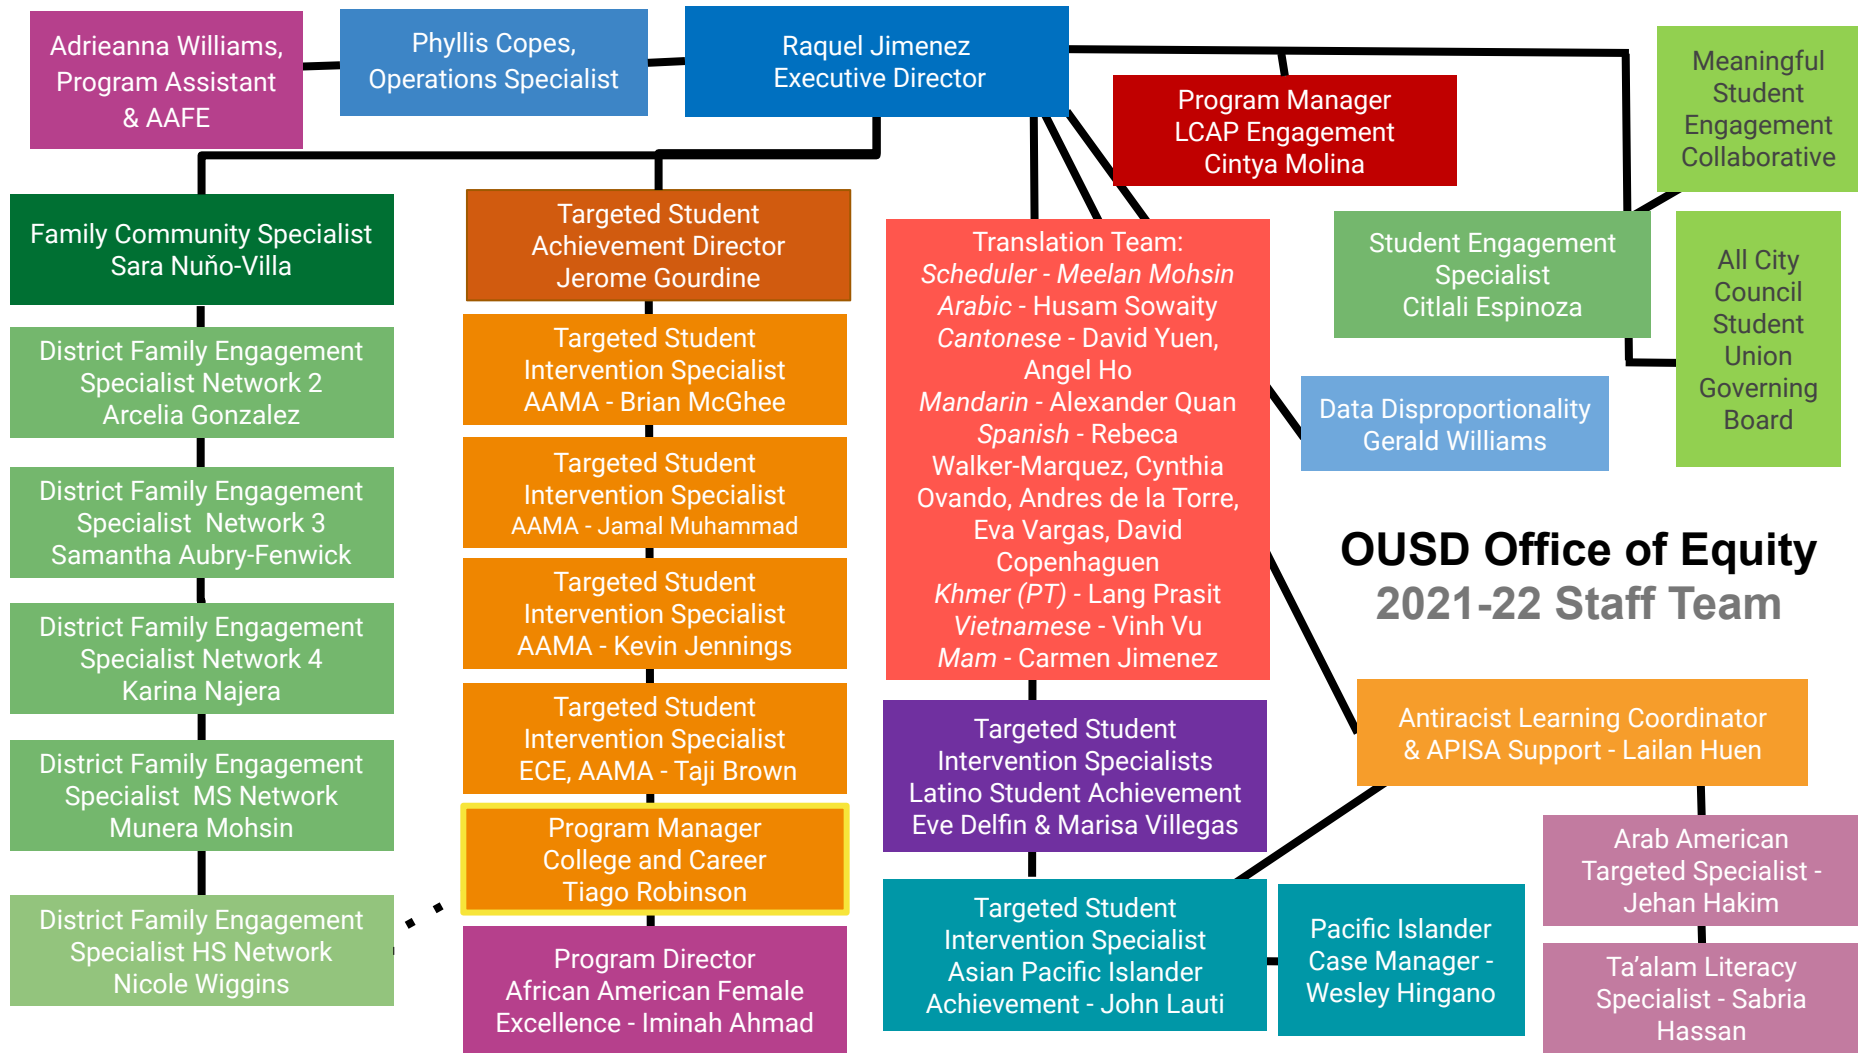 Adrieanna Williams,
Program Assistant
& AAFE
Phyllis Copes,
Operations Specialist
Raquel Jimenez
Executive Director
Program Manager
LCAP Engagement
Cintya Molina
Meaningful
Student
Engagement
Collaborative
Family Community Specialist
Sara Nuňo-Villa
District Family Engagement
Specialist Network 2
Arcelia Gonzalez
District Family Engagement
Specialist  Network 3
Samantha Aubry-Fenwick
District Family Engagement
Specialist Network 4
Karina Najera
District Family Engagement
Specialist  MS Network
Munera Mohsin
District Family Engagement
Specialist HS Network
Nicole Wiggins
Targeted Student
Achievement Director
Jerome Gourdine
Targeted Student
Intervention Specialist
AAMA - Brian McGhee
Targeted Student
Intervention Specialist
AAMA - Jamal Muhammad
Targeted Student
Intervention Specialist
AAMA - Kevin Jennings
Targeted Student
Intervention Specialist
ECE, AAMA - Taji Brown
Program Manager
College and Career
Tiago Robinson
Program Director
African American Female
Excellence - Iminah Ahmad
Translation Team:
Scheduler - Meelan Mohsin
Arabic - Husam Sowaity
Cantonese - David Yuen,
Angel Ho
Mandarin - Alexander Quan
Spanish - Rebeca
Walker-Marquez, Cynthia
Ovando, Andres de la Torre,
Eva Vargas, David
Copenhaguen
Khmer (PT) - Lang Prasit
Vietnamese - Vinh Vu
Mam - Carmen Jimenez
Targeted Student
Intervention Specialists
Latino Student Achievement
Eve Delfin & Marisa Villegas
Targeted Student
Intervention Specialist
Asian Pacific Islander
Achievement - John Lauti
Pacific Islander
Case Manager -
Wesley Hingano
Student Engagement
Specialist
Citlali Espinoza
All City
Council
Student
Union
Governing
Board
Data Disproportionality
Gerald Williams
OUSD Office of Equity
2021-22 Staff Team
Antiracist Learning Coordinator
& APISA Support - Lailan Huen
Arab American
Targeted Specialist -
Jehan Hakim
Ta’alam Literacy
Specialist - Sabria
Hassan